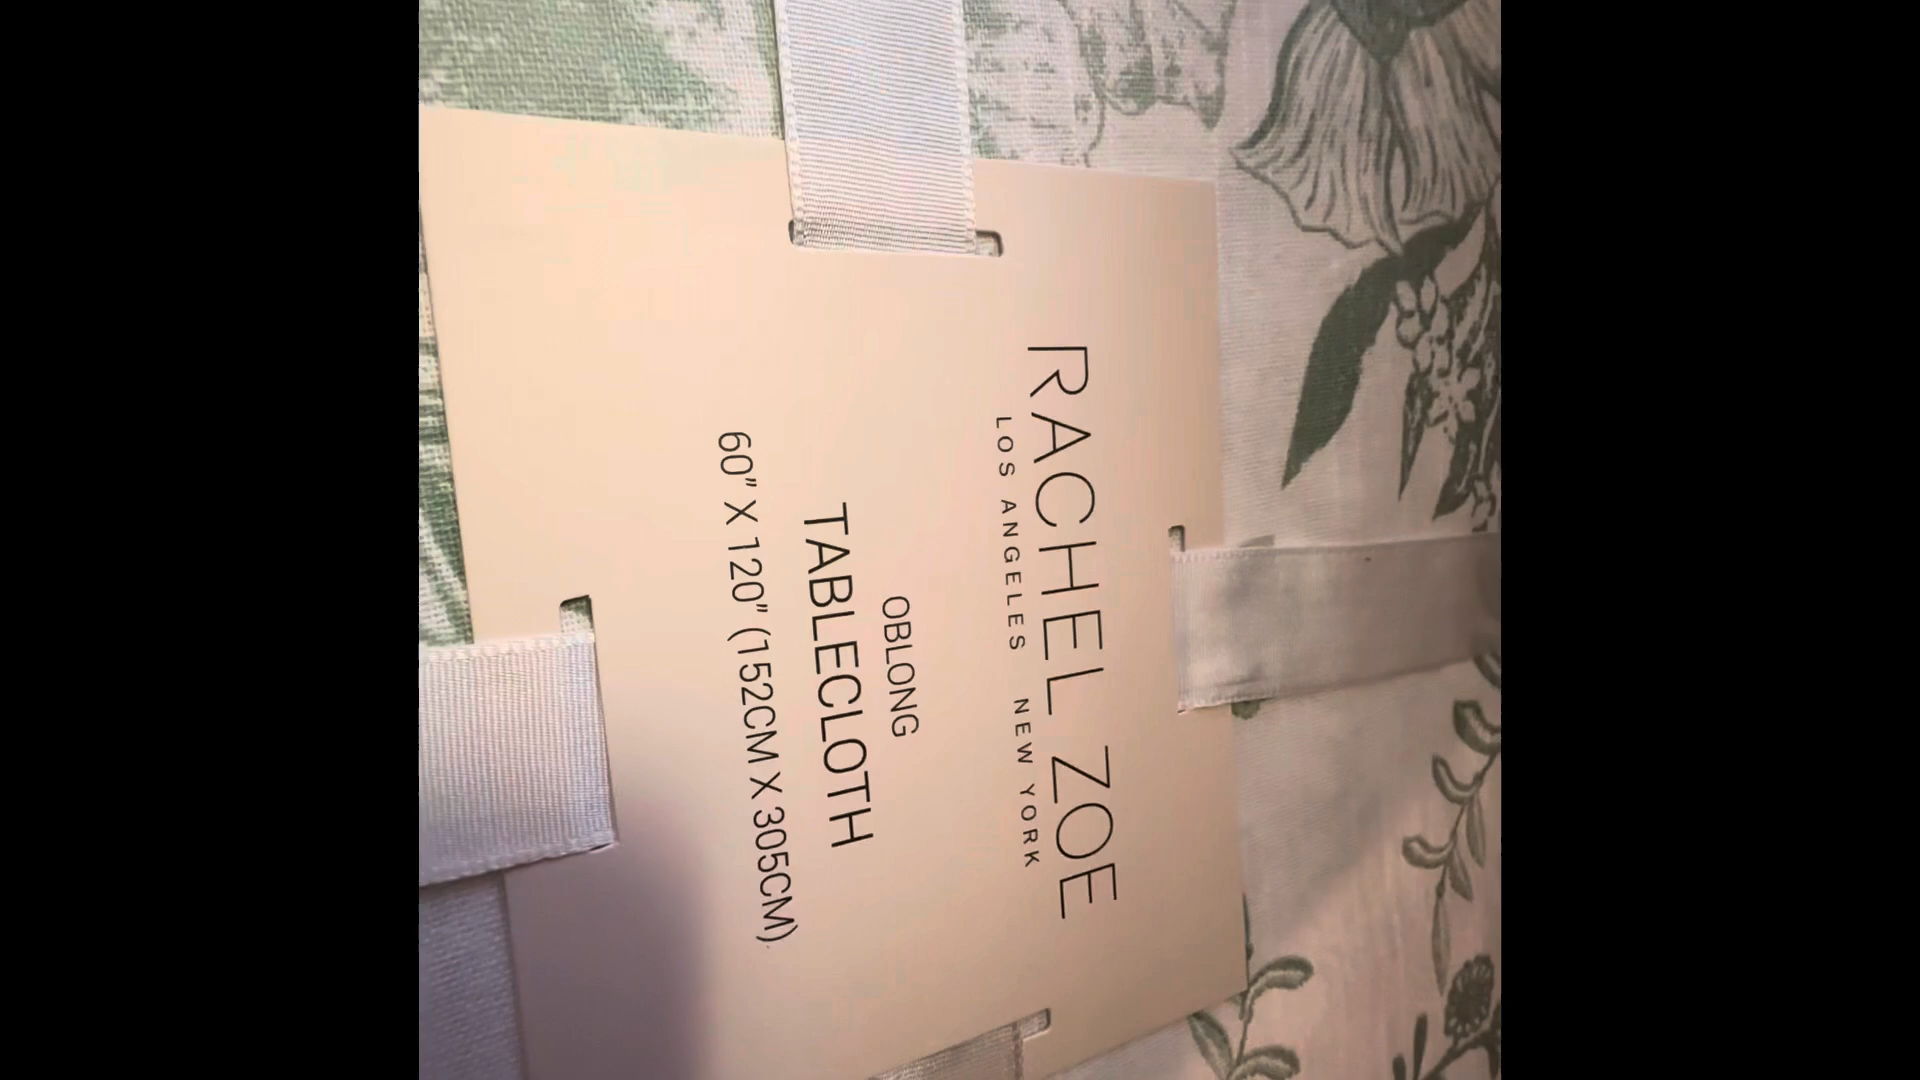 RACHEL ZOE
LOS ANGELES NEW YORK
OBLONG
TABLECLOTH
60" X 120" (152CM X 305CM)